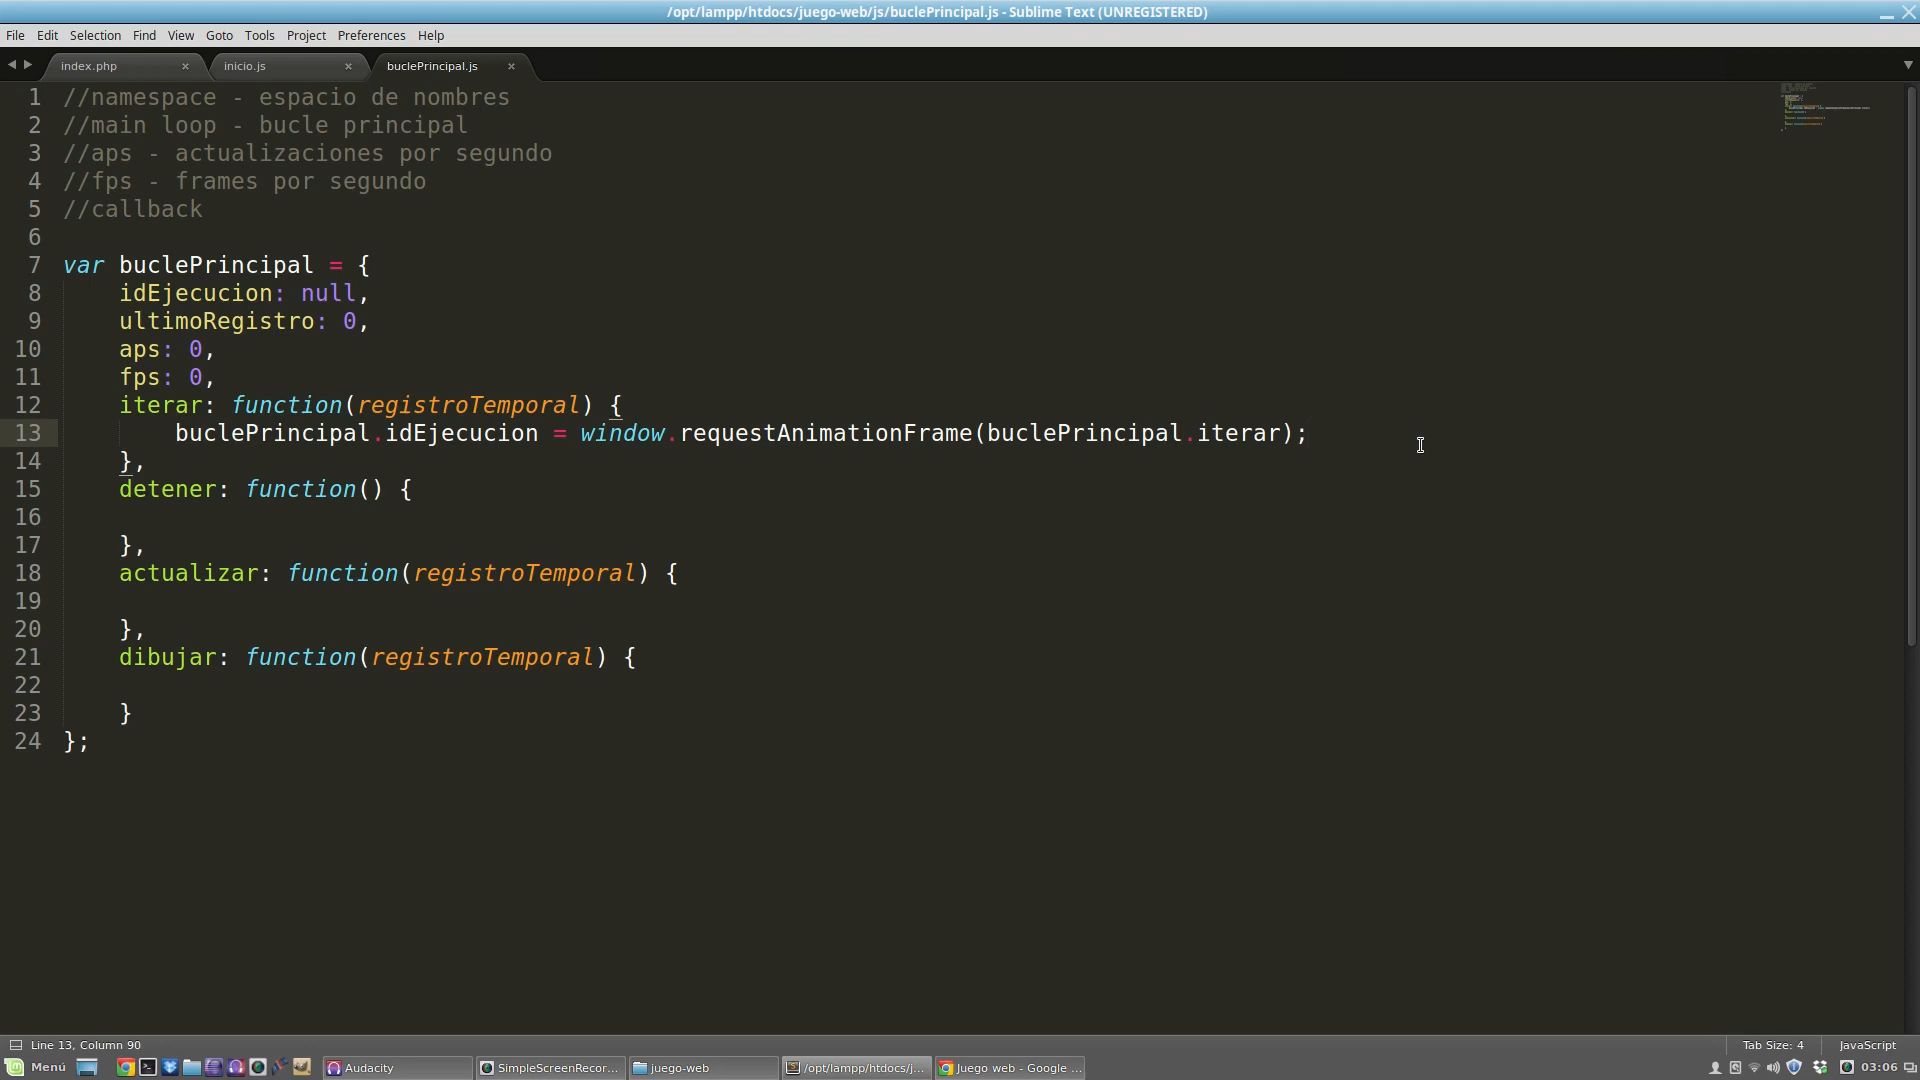 /opt/lampp/htdocs/juego-web/js/buclePrincipal.js - Sublime Text (UNREGISTERED)
File Edit Selection Find View Goto Tools Project Preferences Help
index.php inicio.js buclePrincipal.js
1 //namespace - espacio de nombres
2 //main loop - bucle principal
3 //aps - actualizaciones por segundo
4 //fps - frames por segundo
5 //callback
6
7 var buclePrincipal = {
8     idEjecucion: null,
9     ultimoRegistro: 0,
10     aps: 0,
11     fps: 0,
12     iterar: function(registroTemporal) {
13         buclePrincipal.idEjecucion = window.requestAnimationFrame(buclePrincipal.iterar);
14     },
15     detener: function() {
16
17     },
18     actualizar: function(registroTemporal) {
19
20     },
21     dibujar: function(registroTemporal) {
22
23     }
24 };
Line 13, Column 90 Tab Size: 4 JavaScript
Menú Audacity SimpleScreenRecor... juego-web /opt/lampp/htdocs/j... Juego web - Google ... 03:06